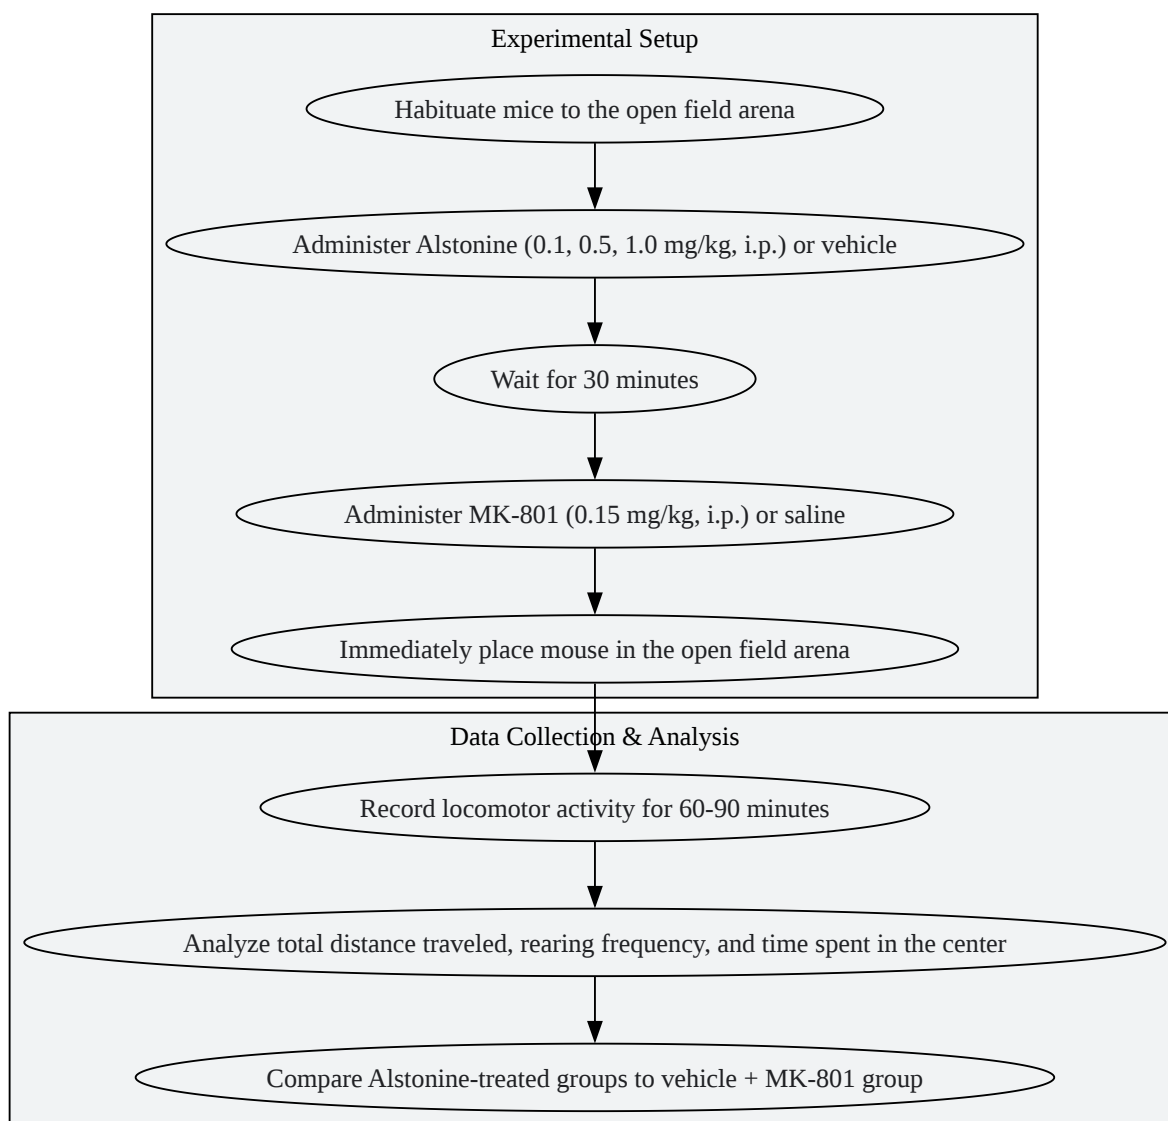 Experimental Setup
Habituate mice to the open field arena
Administer Alstonine (0.1, 0.5, 1.0 mg/kg, i.p.) or vehicle
Wait for 30 minutes
Administer MK-801 (0.15 mg/kg, i.p.) or saline
Immediately place mouse in the open field arena
Data Collection & Analysis
Record locomotor activity for 60-90 minutes
Analyze total distance traveled, rearing frequency, and time spent in the center
Compare Alstonine-treated groups to vehicle + MK-801 group